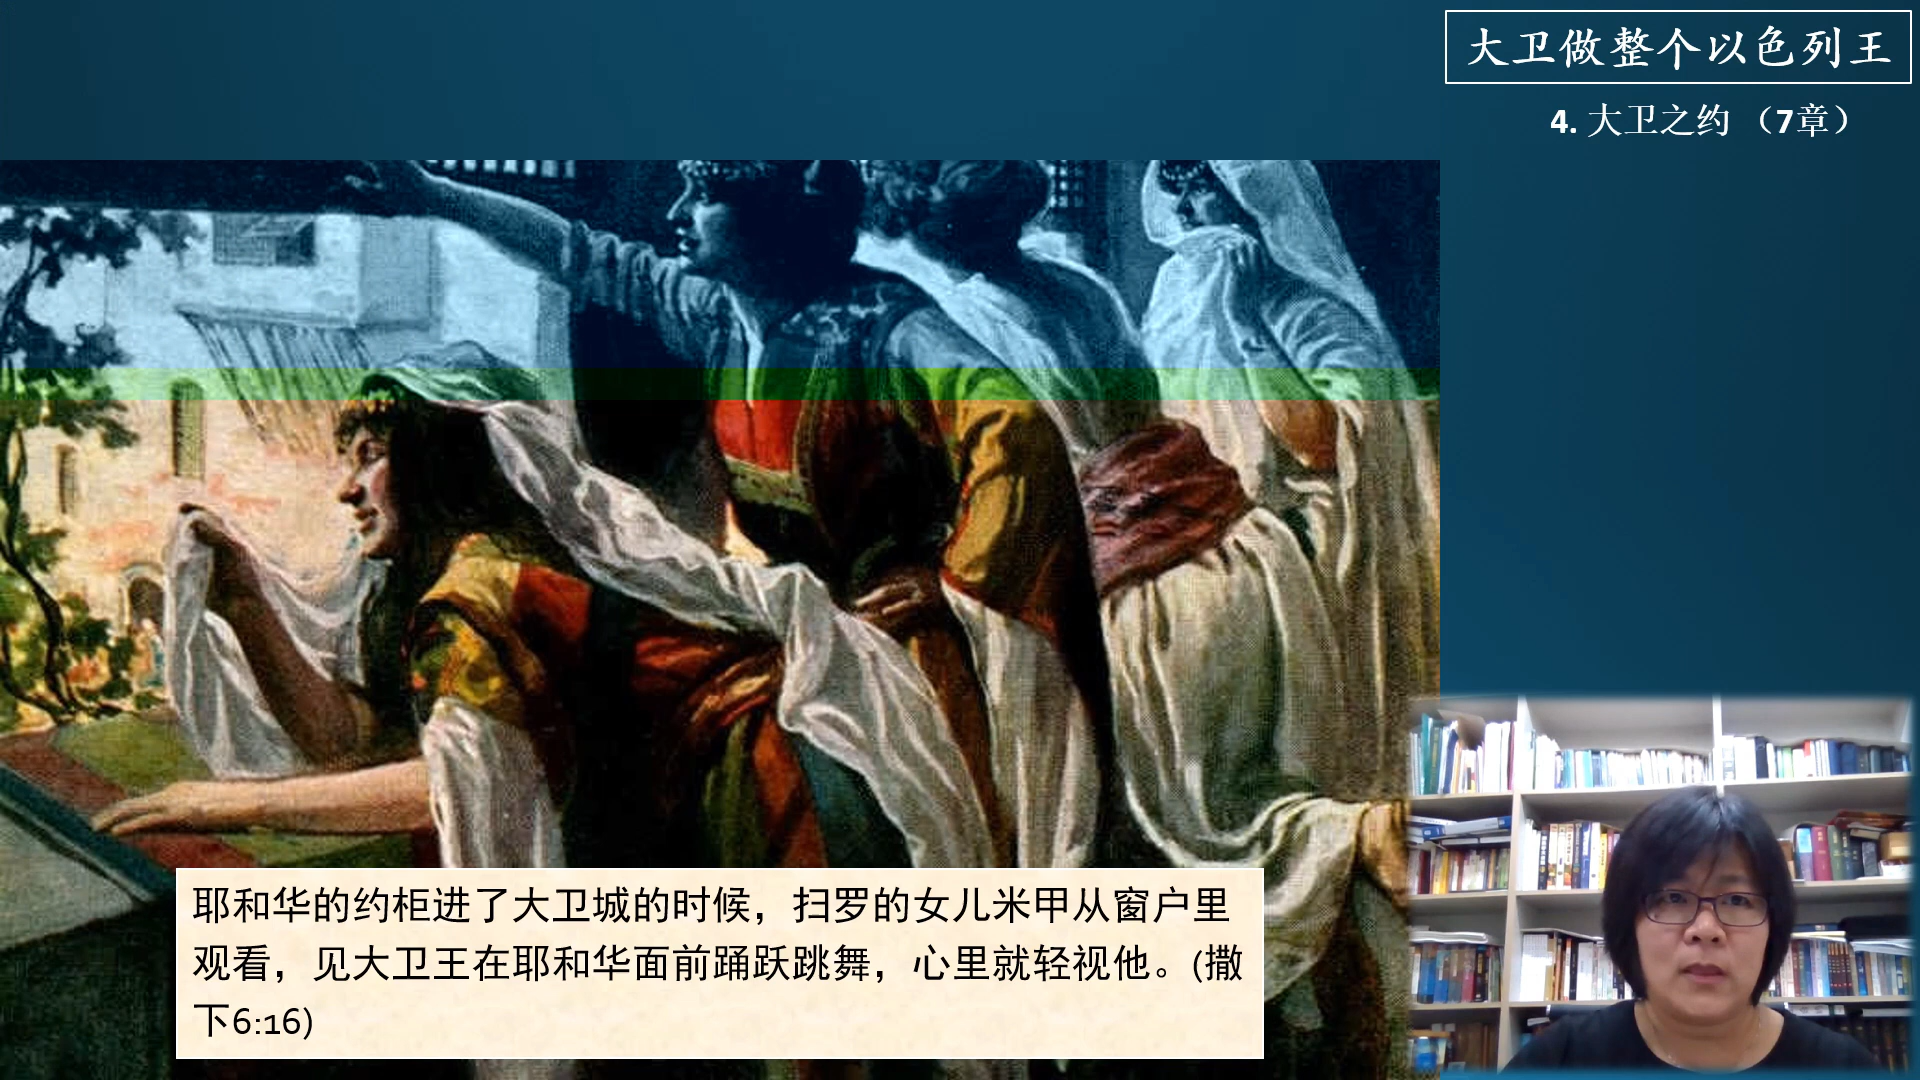 大卫做整个以色列王
4. 大卫之约 （7章）
耶和华的约柜进了大卫城的时候，扫罗的女儿米甲从窗户里
观看，见大卫王在耶和华面前踊跃跳舞，心里就轻视他。(撒
下6:16)